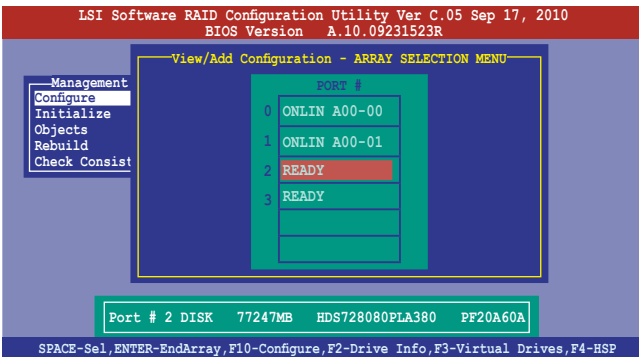 LSI Software RAID Configuration Utility Ver C.05 Sep 17, 2010
BIOS Version A.10.09231523R
View/Add Configuration - ARRAY SELECTION MENU
Management
Configure
Initialize
Objects
Rebuild
Check Consist
PORT #
0 ONLIN A00-00
1 ONLIN A00-01
2 READY
3 READY
Port # 2 DISK 77247MB HDS728080PLA380 PF20A60A
SPACE-Sel,ENTER-EndArray,F10-Configure,F2-Drive Info,F3-Virtual Drives,F4-HSP